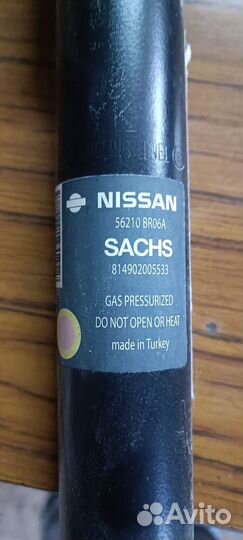 NISSAN
56210 BR06A
SACHS
814902005533
GAS PRESSURIZED
DO NOT OPEN OR HEAT
made in Turkey
Avito